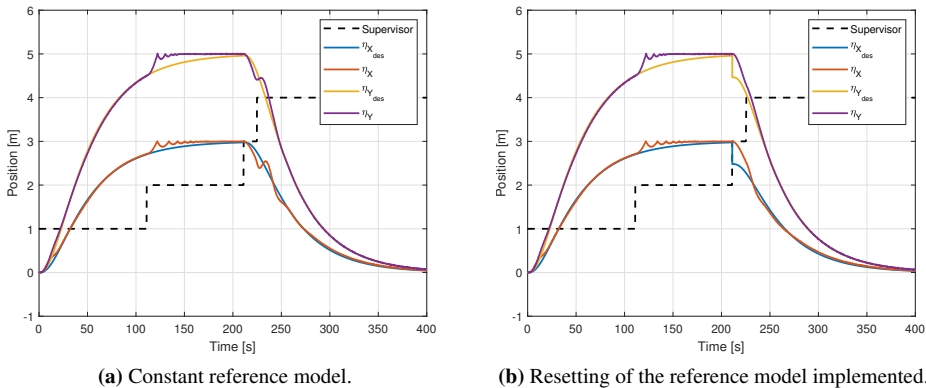 6
5
4
3
2
1
0
-1
Position [m]
0 50 100 150 200 250 300 350 400
Time [s]
Supervisor
η_X_des
η_X
η_Y_des
η_Y
(a) Constant reference model.
6
5
4
3
2
1
0
-1
Position [m]
0 50 100 150 200 250 300 350 400
Time [s]
Supervisor
η_X_des
η_X
η_Y_des
η_Y
(b) Resetting of the reference model implemented.